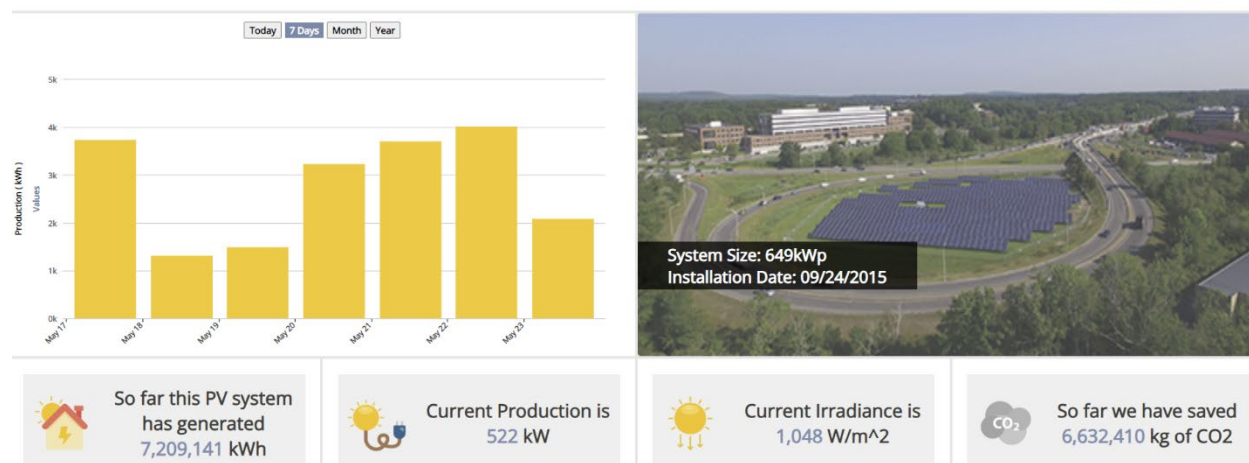 Today 7 Days Month Year
5k
4k
3k
2k
1k
0k
Production ( kWh )
Values
May 17 May 18 May 19 May 20 May 21 May 22 May 23
System Size: 649kWp
Installation Date: 09/24/2015
So far this PV system
has generated
7,209,141 kWh
Current Production is
522 kW
Current Irradiance is
1,048 W/m^2
CO2
So far we have saved
6,632,410 kg of CO2